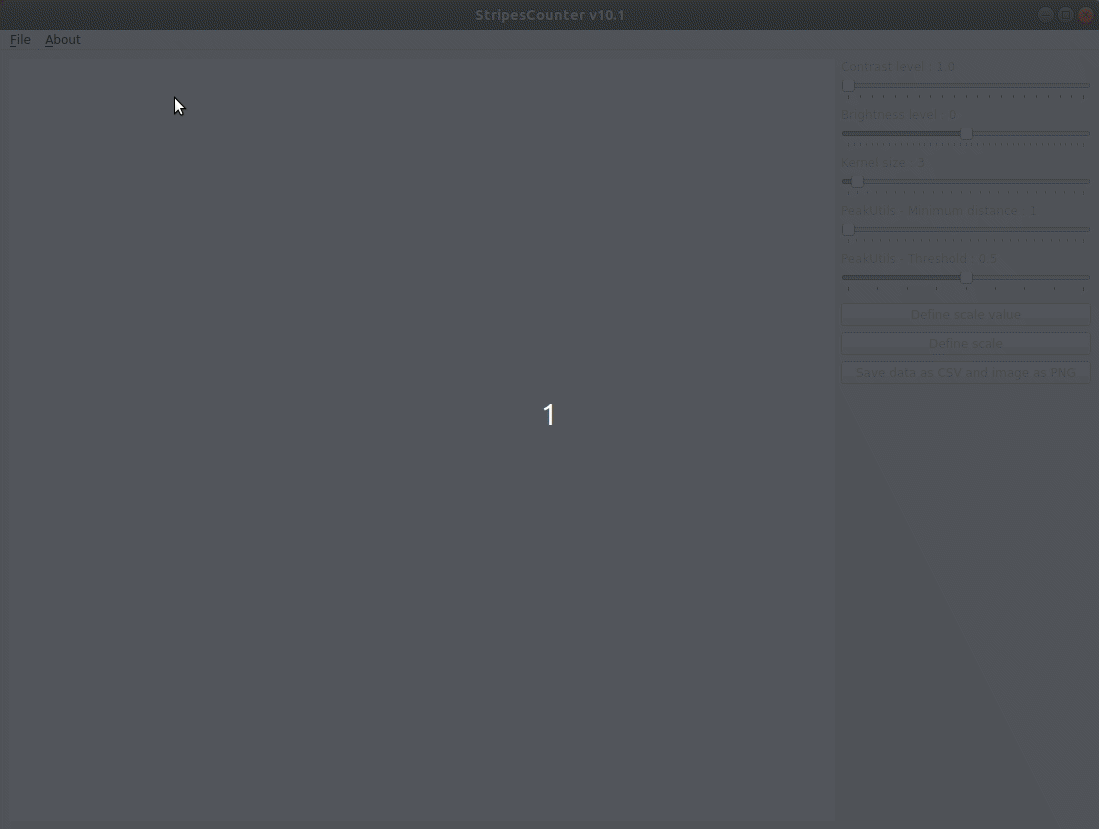 StripesCounter v10.1
File About
Contrast level : 1.0
Brightness level : 0
Kernel size : 3
PeakUtils : Minimum distance : 1
PeakUtils : Threshold : 0.5
Define scale value
Define scale
Save data as CSV and image as PNG
1